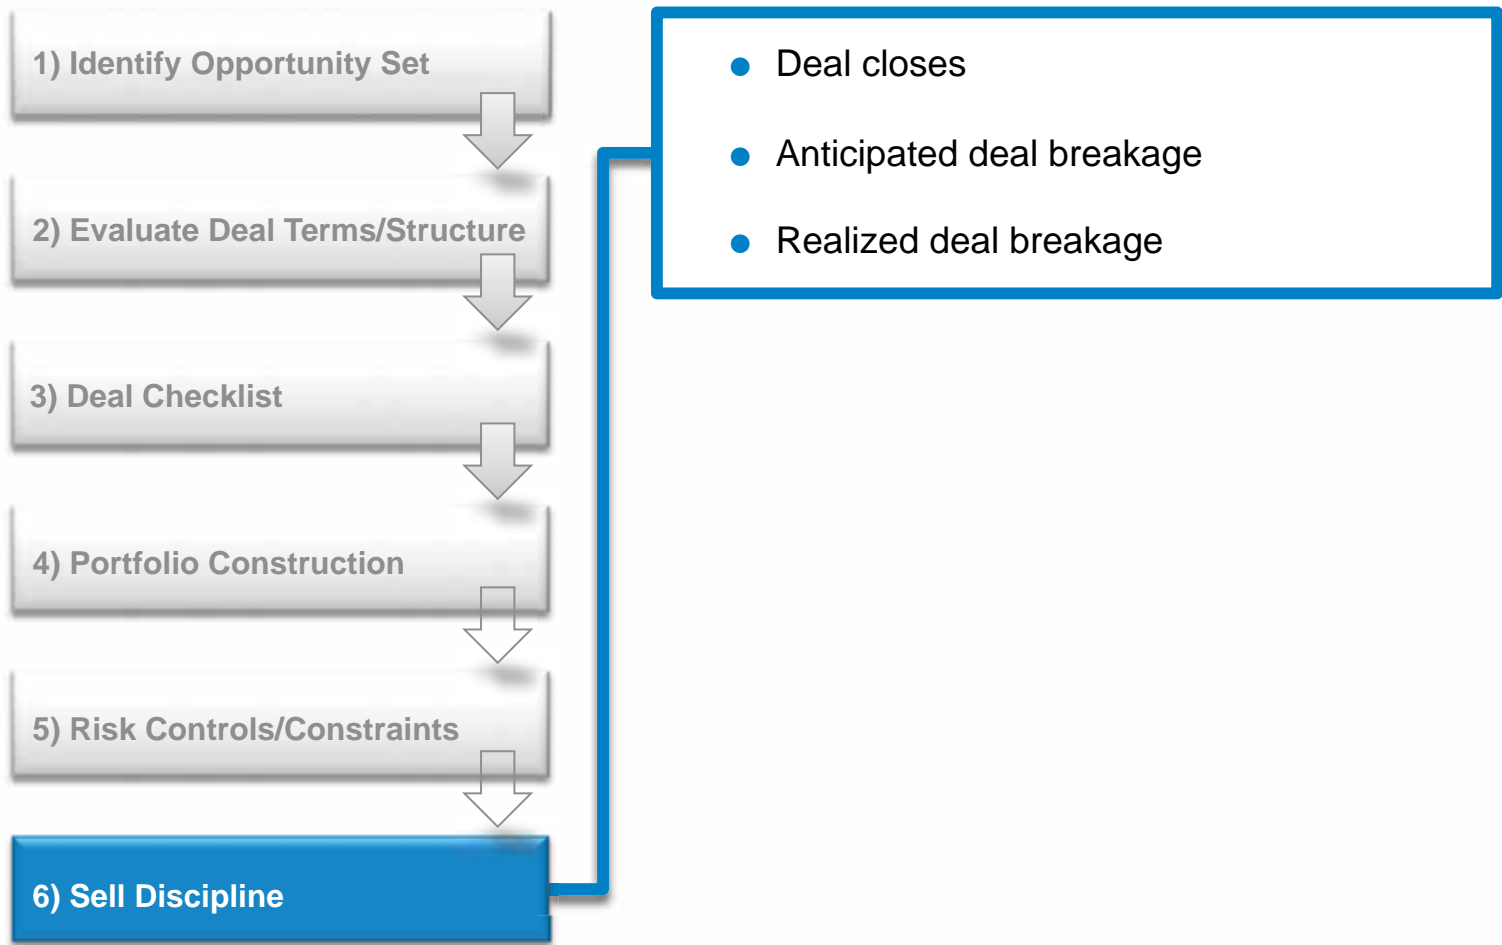 1) Identify Opportunity Set
2) Evaluate Deal Terms/Structure
3) Deal Checklist
4) Portfolio Construction
5) Risk Controls/Constraints
6) Sell Discipline
● Deal closes
● Anticipated deal breakage
● Realized deal breakage